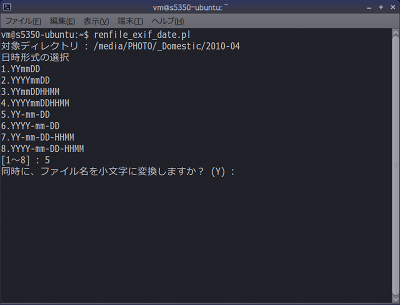 vm@s5350-ubuntu: ~
ファイル(F) 編集(E) 表示(V) 端末(T) ヘルプ(H)
vm@s5350-ubuntu:~$ renfile_exif_date.pl
対象ディレクトリ : /media/PHOTO/_Domestic/2010-04
日時形式の選択
1.YYmmDD
2.YYYYmmDD
3.YYmmDDHHMM
4.YYYYmmDDHHMM
5.YY-mm-DD
6.YYYY-mm-DD
7.YY-mm-DD-HHMM
8.YYYY-mm-DD-HHMM
[1～8] : 5
同時に、ファイル名を小文字に変換しますか？ (Y) :